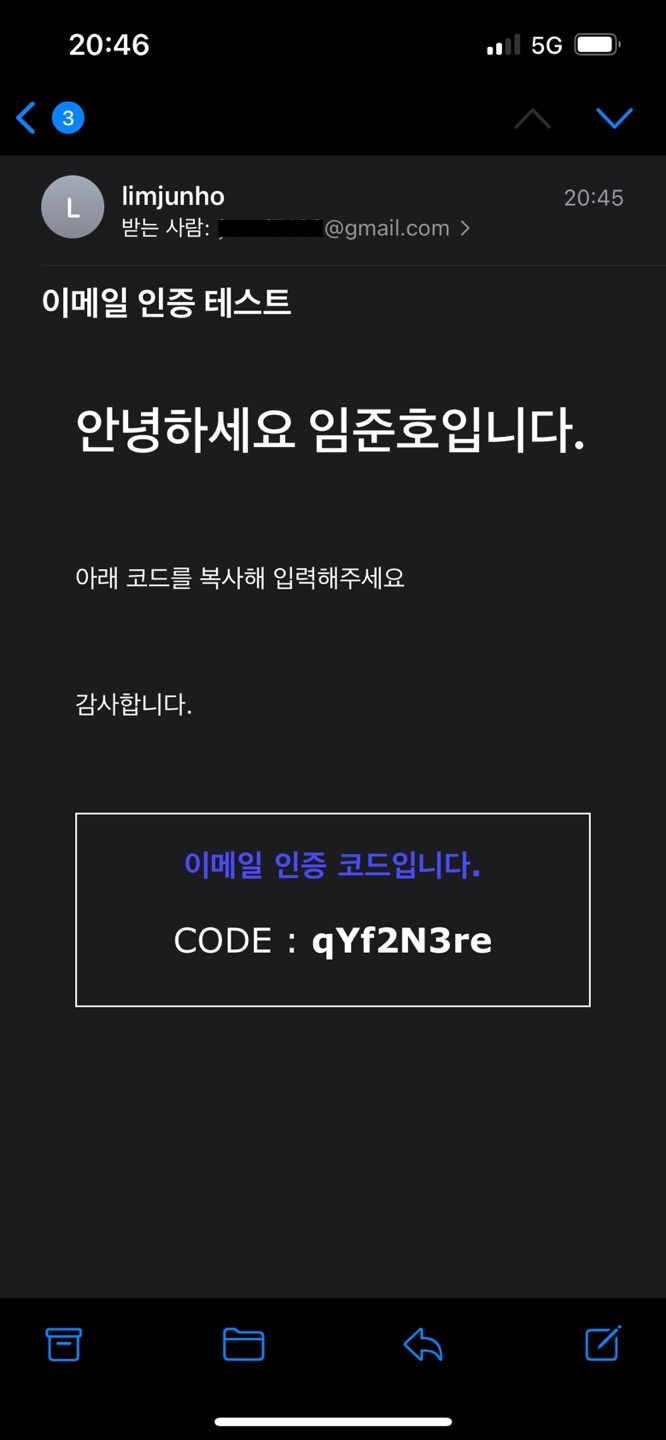 20:46
5G
3
L
limjunho
20:45
받는 사람: @gmail.com
이메일 인증 테스트
안녕하세요 임준호입니다.
아래 코드를 복사해 입력해주세요
감사합니다.
이메일 인증 코드입니다.
CODE : qYf2N3re